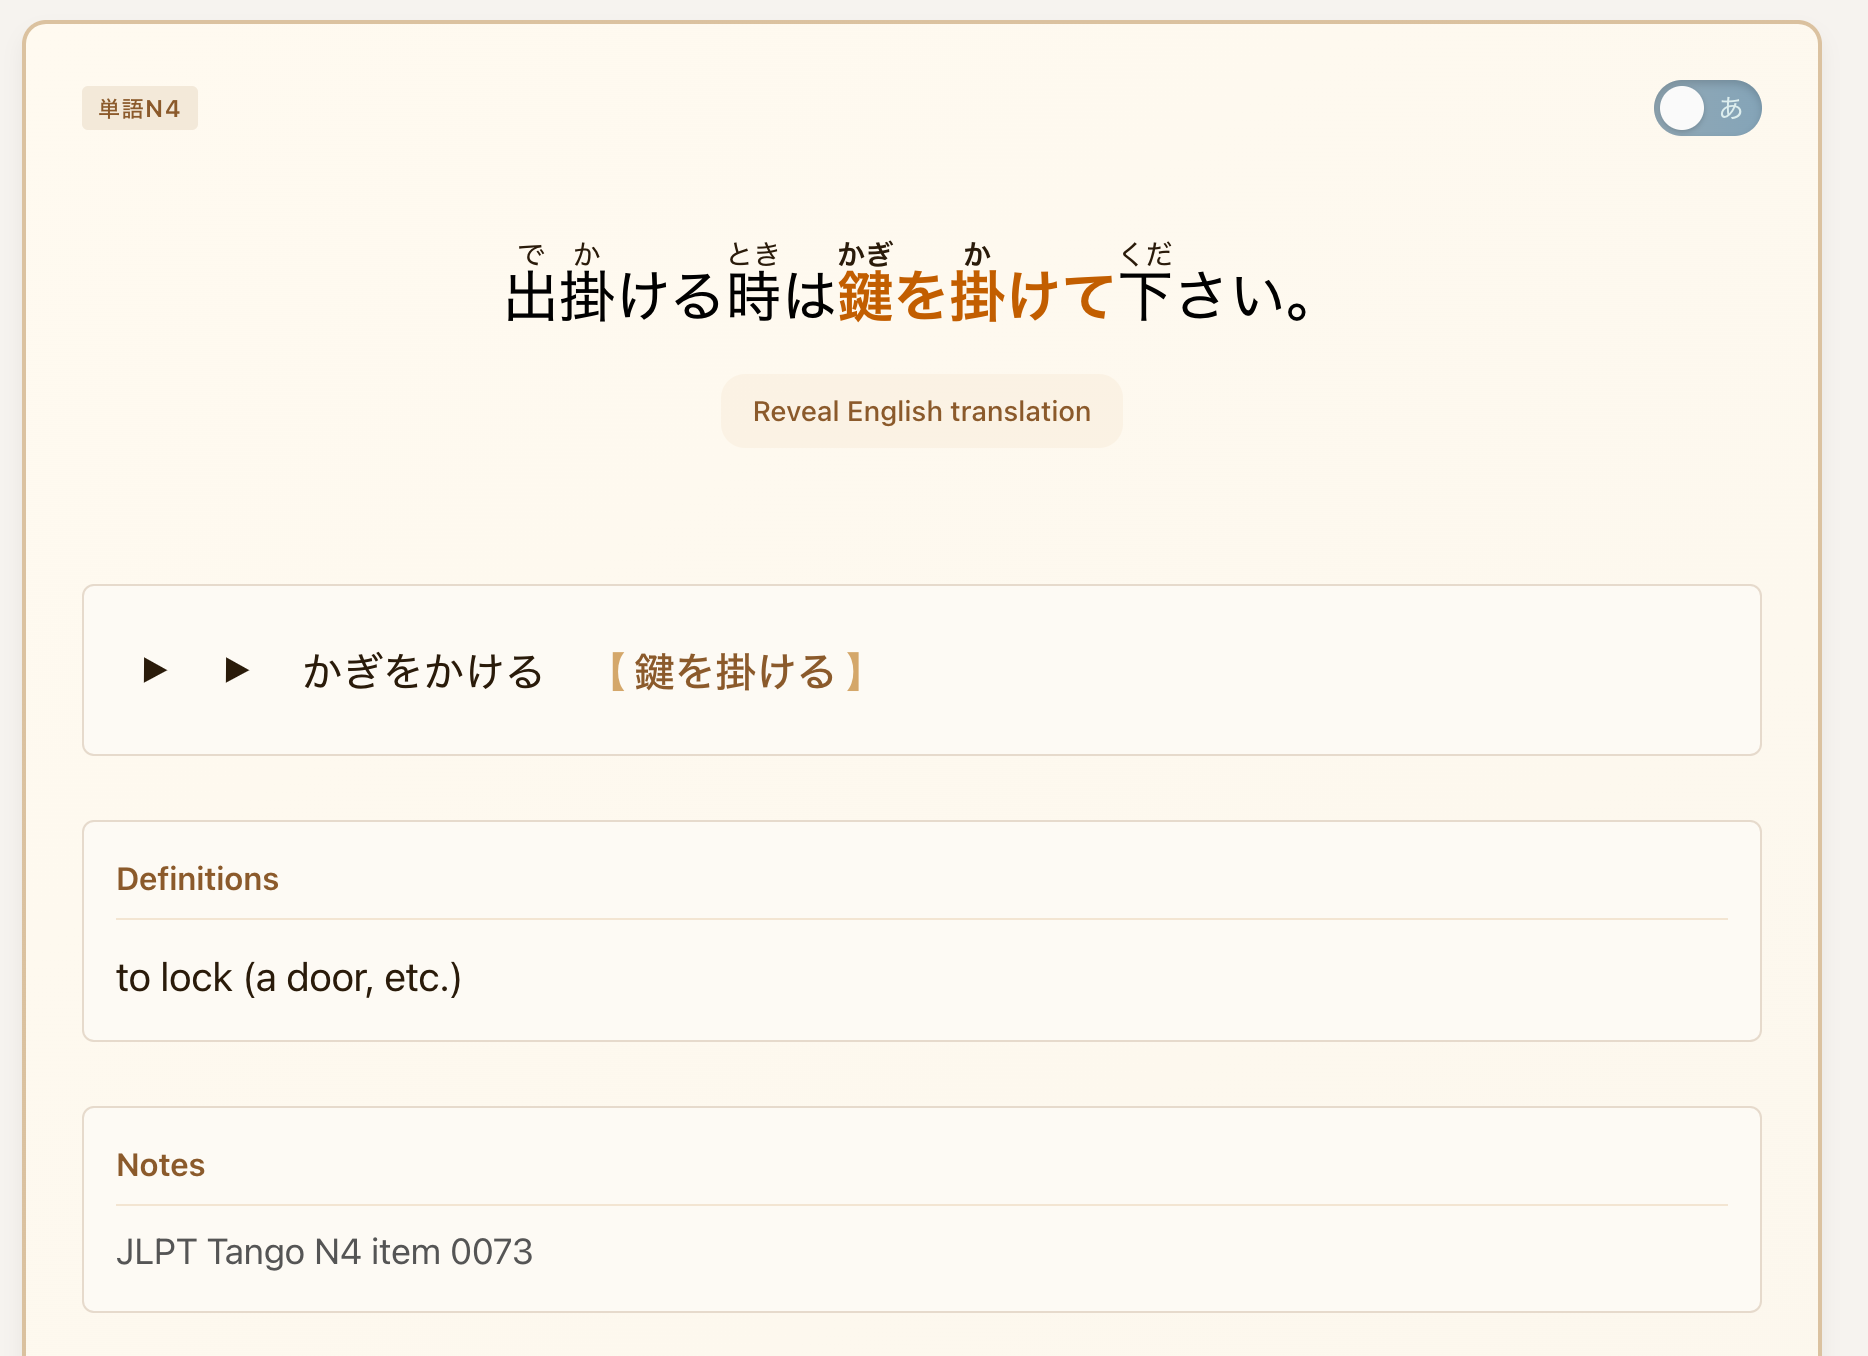 単語N4
あ
出掛ける時は鍵を掛けて下さい。
で か とき かぎ か くだ
Reveal English translation
▶ ▶ かぎをかける 【鍵を掛ける】
Definitions
to lock (a door, etc.)
Notes
JLPT Tango N4 item 0073